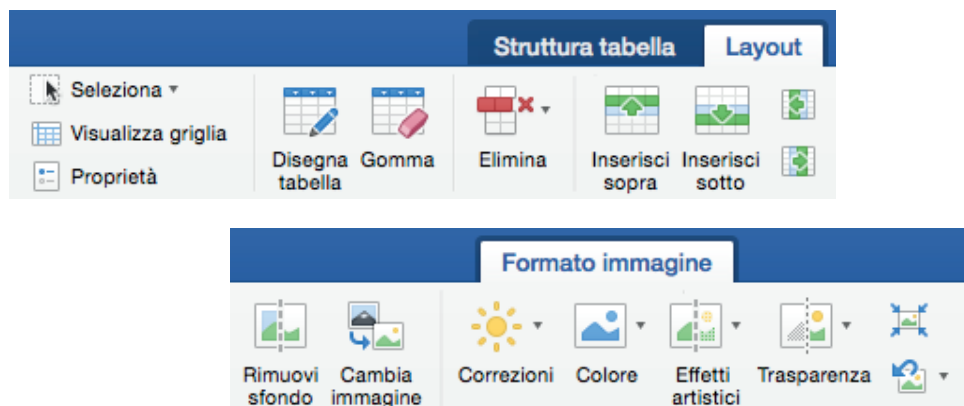 Struttura tabella Layout
Seleziona
Visualizza griglia
Proprietà
Disegna tabella
Gomma
Elimina
Inserisci sopra
Inserisci sotto
Formato immagine
Rimuovi sfondo
Cambia immagine
Correzioni
Colore
Effetti artistici
Trasparenza